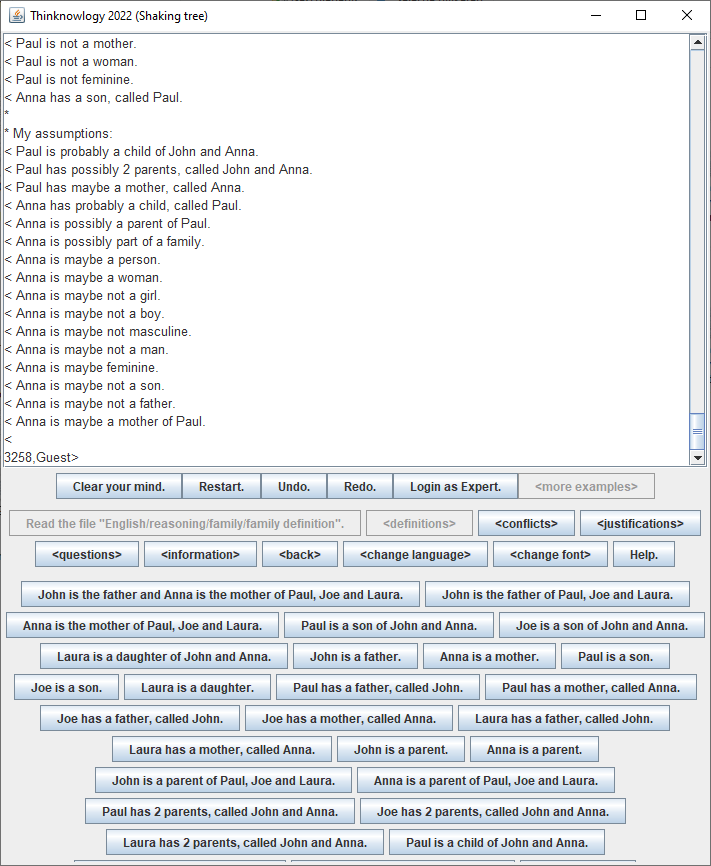 Thinknowlogy 2022 (Shaking tree)
< Paul is not a mother.
< Paul is not a woman.
< Paul is not feminine.
< Anna has a son, called Paul.
*
* My assumptions:
< Paul is probably a child of John and Anna.
< Paul has possibly 2 parents, called John and Anna.
< Paul has maybe a mother, called Anna.
< Anna has probably a child, called Paul.
< Anna is possibly a parent of Paul.
< Anna is possibly part of a family.
< Anna is maybe a person.
< Anna is maybe a woman.
< Anna is maybe not a girl.
< Anna is maybe not a boy.
< Anna is maybe not masculine.
< Anna is maybe not a man.
< Anna is maybe feminine.
< Anna is maybe not a son.
< Anna is maybe not a father.
< Anna is maybe a mother of Paul.
<
3258,Guest>
Clear your mind. Restart. Undo. Redo. Login as Expert. <more examples>
Read the file "English/reasoning/family/family definition". <definitions> <conflicts> <justifications>
<questions> <information> <back> <change language> <change font> Help.
John is the father and Anna is the mother of Paul, Joe and Laura. John is the father of Paul, Joe and Laura.
Anna is the mother of Paul, Joe and Laura. Paul is a son of John and Anna. Joe is a son of John and Anna.
Laura is a daughter of John and Anna. John is a father. Anna is a mother. Paul is a son.
Joe is a son. Laura is a daughter. Paul has a father, called John. Paul has a mother, called Anna.
Joe has a father, called John. Joe has a mother, called Anna. Laura has a father, called John.
Laura has a mother, called Anna. John is a parent. Anna is a parent.
John is a parent of Paul, Joe and Laura. Anna is a parent of Paul, Joe and Laura.
Paul has 2 parents, called John and Anna. Joe has 2 parents, called John and Anna.
Laura has 2 parents, called John and Anna. Paul is a child of John and Anna.